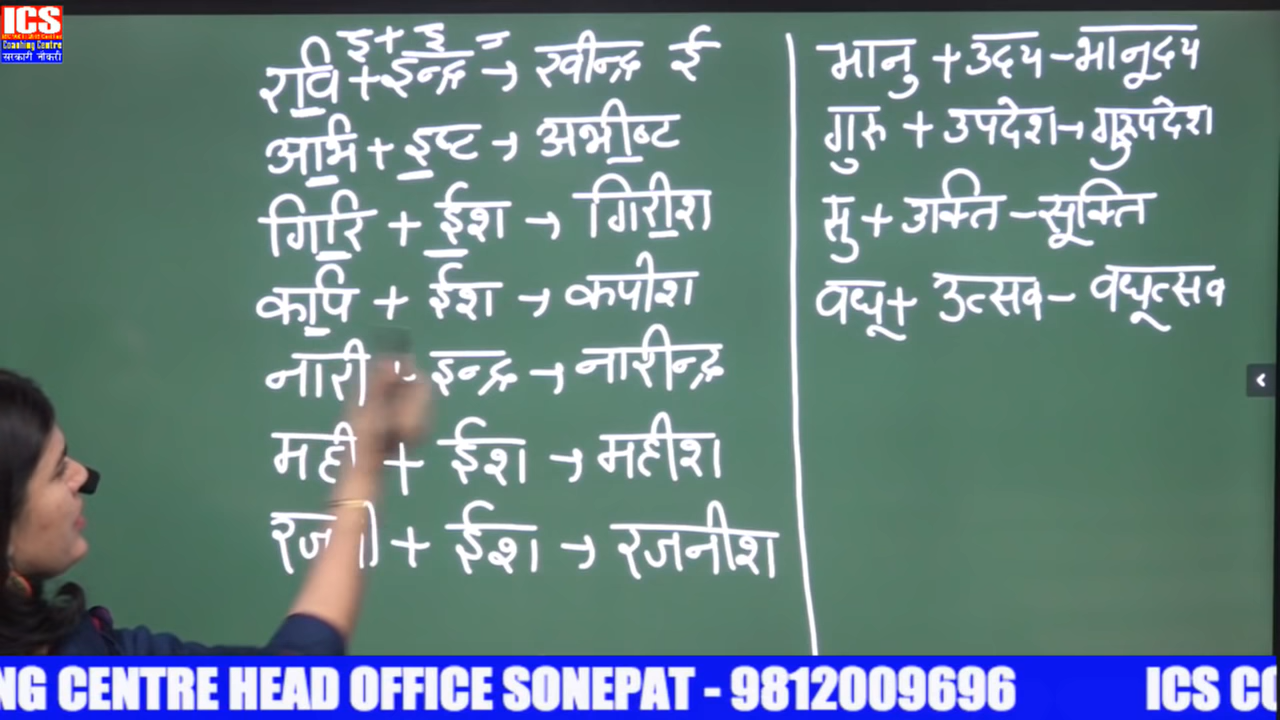 ICS
Coaching Centre
सरकारी नौकरी
इ + इ = ई
रवि + इन्द्र → रवीन्द्र
अभि + इष्ट → अभीष्ट
गिरि + ईश → गिरीश
कपि + ईश → कपीश
नारी + इन्द्र → नारीन्द्र
मही + ईश → महीश
रजनी + ईश → रजनीश
भानु + उदय - भानूदय
गुरु + उपदेश → गुरूपदेश
सु + उक्ति - सूक्ति
वधू + उत्सव - वधूत्सव
NG CENTRE HEAD OFFICE SONEPAT - 9812009696 ICS CO